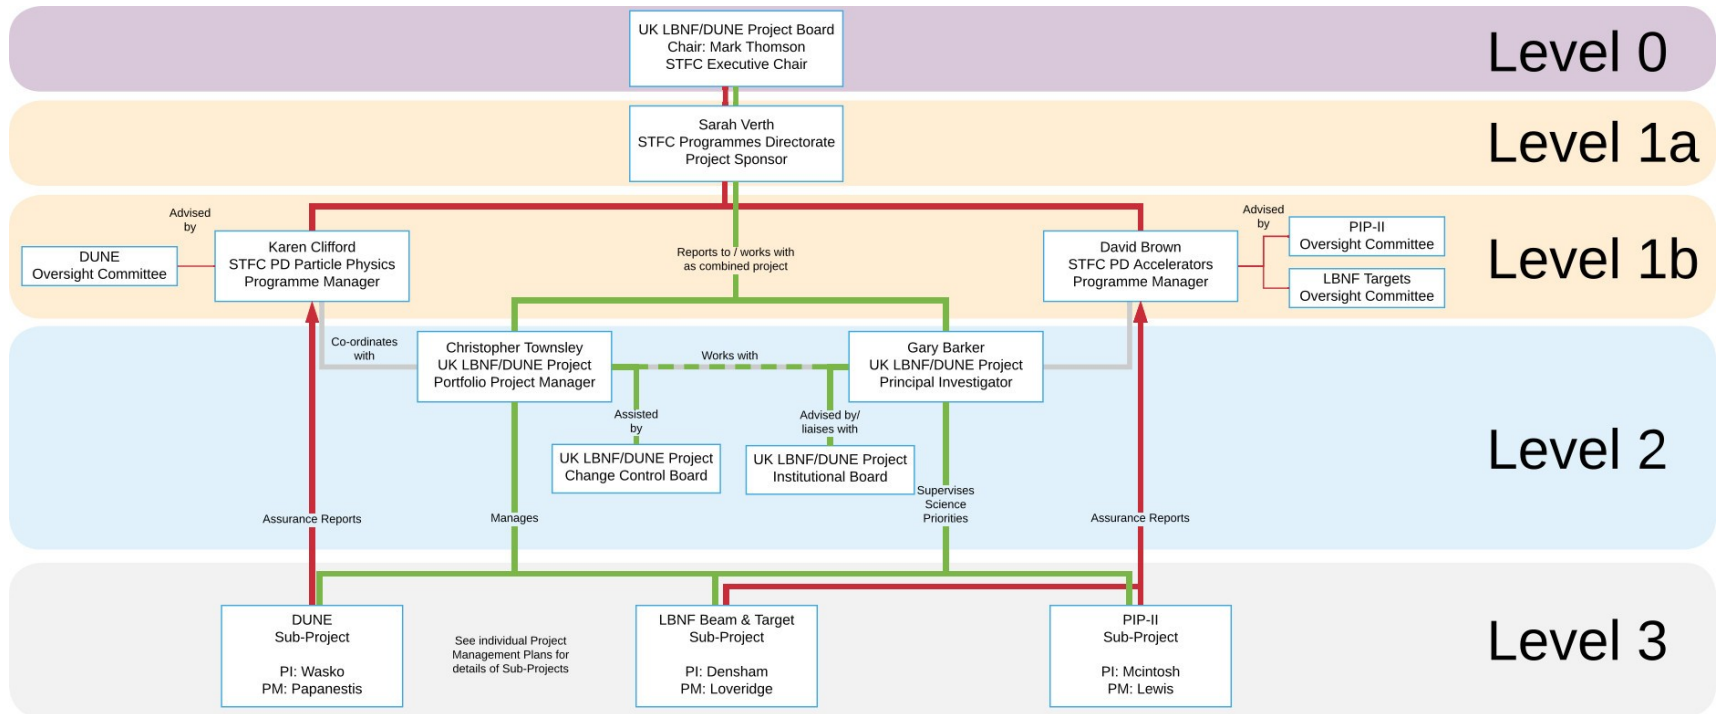 UK LBNF/DUNE Project Board
Chair: Mark Thomson
STFC Executive Chair
Level 0
Sarah Verth
STFC Programmes Directorate
Project Sponsor
Level 1a
Advised
by
DUNE
Oversight Committee
Karen Clifford
STFC PD Particle Physics
Programme Manager
Reports to / works with
as combined project
David Brown
STFC PD Accelerators
Programme Manager
Advised
by
PIP-II
Oversight Committee
LBNF Targets
Oversight Committee
Level 1b
Co-ordinates
with
Christopher Townsley
UK LBNF/DUNE Project
Portfolio Project Manager
Works with
Gary Barker
UK LBNF/DUNE Project
Principal Investigator
Assisted
by
Advised by/
liaises with
UK LBNF/DUNE Project
Change Control Board
UK LBNF/DUNE Project
Institutional Board
Level 2
Assurance Reports
Manages
Supervises
Science
Priorities
Assurance Reports
DUNE
Sub-Project
PI: Wasko
PM: Papanestis
See individual Project
Management Plans for
details of Sub-Projects
LBNF Beam & Target
Sub-Project
PI: Densham
PM: Loveridge
PIP-II
Sub-Project
PI: Mcintosh
PM: Lewis
Level 3